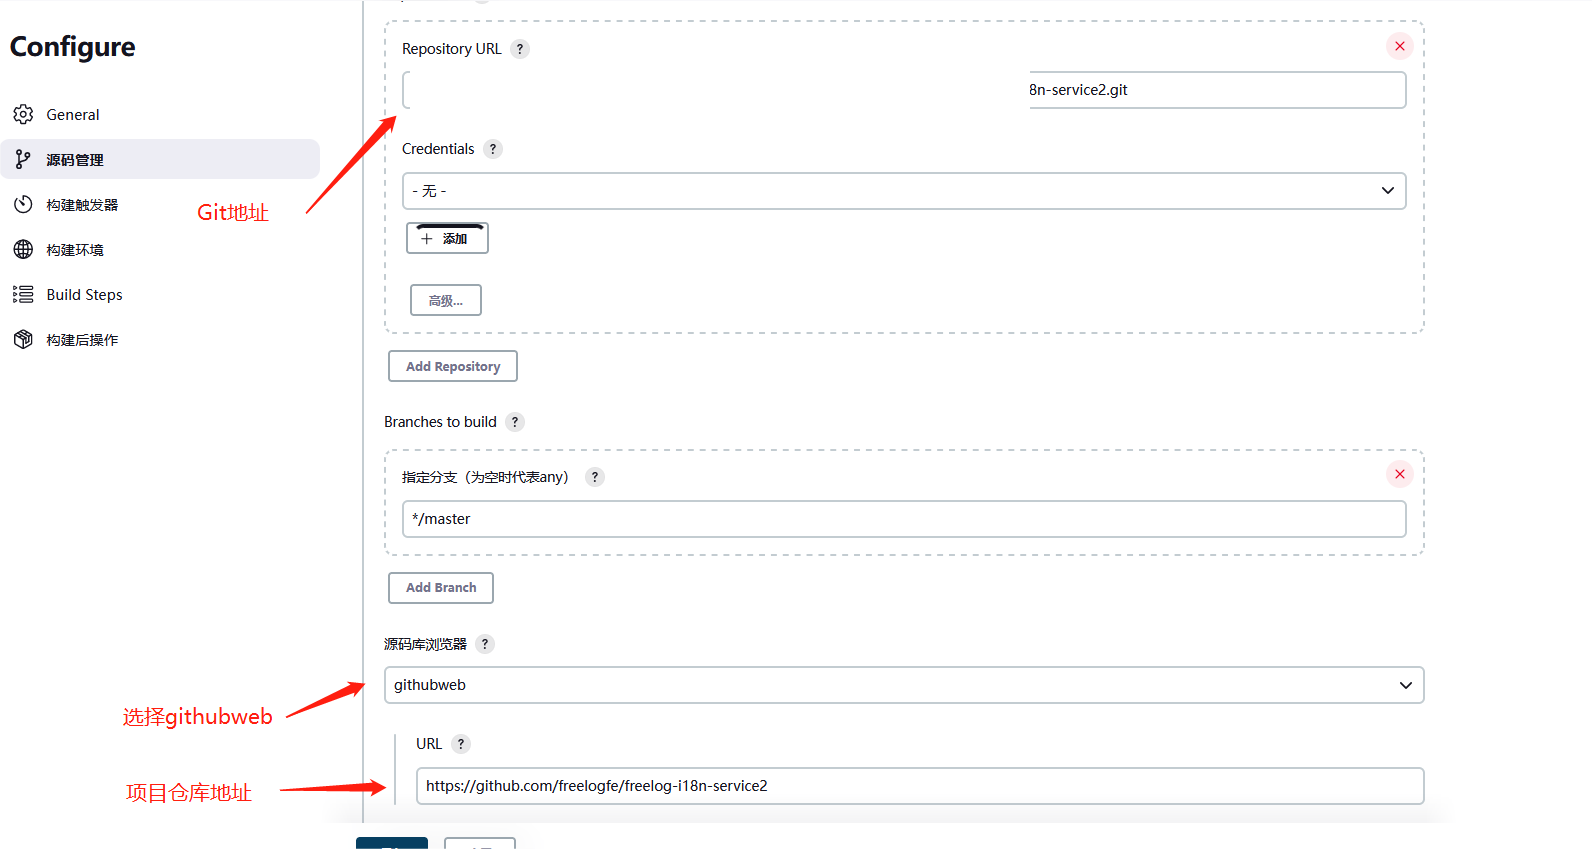 Configure
General
源码管理
构建触发器
构建环境
Build Steps
构建后操作
Repository URL ?
8n-service2.git
Credentials ?
- 无 -
Git地址
添加
高级...
Add Repository
Branches to build ?
指定分支（为空时代表any） ?
*/master
Add Branch
源码库浏览器 ?
githubweb
选择githubweb
URL ?
https://github.com/freelogfe/freelog-i18n-service2
项目仓库地址